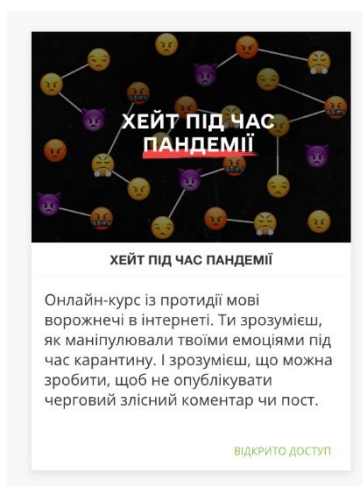 ХЕЙТ ПІД ЧАС
ПАНДЕМІЇ
ХЕЙТ ПІД ЧАС ПАНДЕМІЇ
Онлайн-курс із протидії мові
ворожнечі в інтернеті. Ти зрозумієш,
як маніпулювали твоїми емоціями під
час карантину. І зрозумієш, що можна
зробити, щоб не опублікувати
черговий злісний коментар чи пост.
ВІДКРИТО ДОСТУП